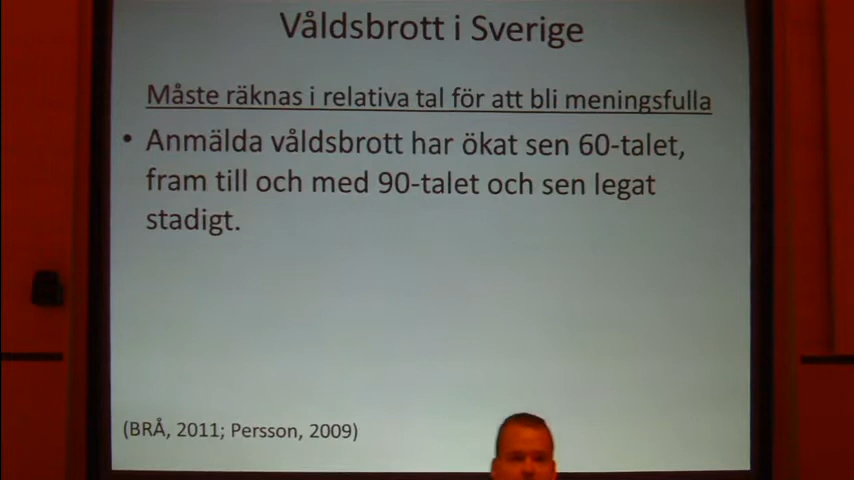 Våldsbrott i Sverige
Måste räknas i relativa tal för att bli meningsfulla
• Anmälda våldsbrott har ökat sen 60-talet,
fram till och med 90-talet och sen legat
stadigt.
(BRÅ, 2011; Persson, 2009)